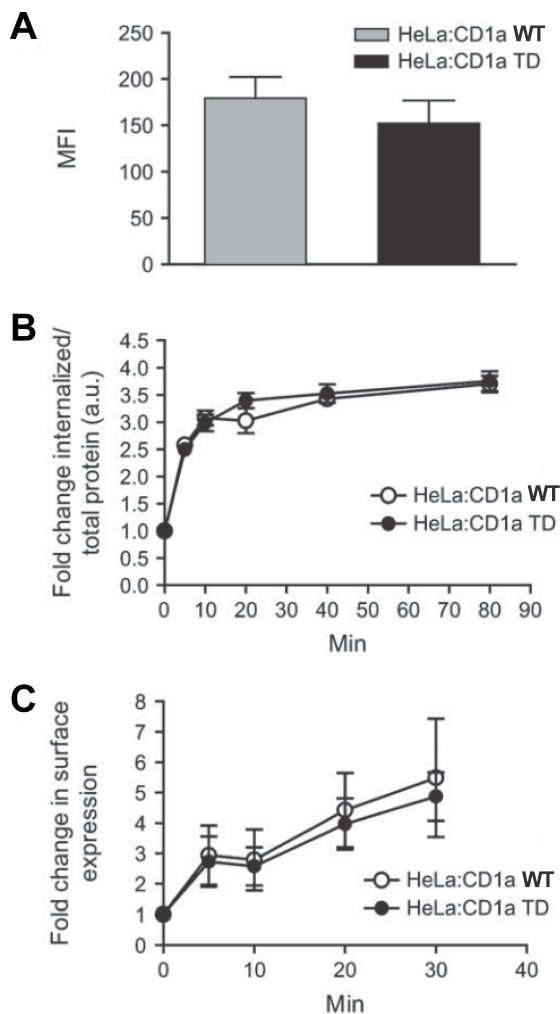 A
250
200
150
100
50
0
MFI
HeLa:CD1a WT
HeLa:CD1a TD
B
Fold change internalized/
total protein (a.u.)
4.5
4.0
3.5
3.0
2.5
2.0
1.5
1.0
0.5
0.0
HeLa:CD1a WT
HeLa:CD1a TD
0 10 20 30 40 50 60 70 80 90
Min
C
Fold change in surface
expression
8
7
6
5
4
3
2
1
0
HeLa:CD1a WT
HeLa:CD1a TD
0 10 20 30 40
Min